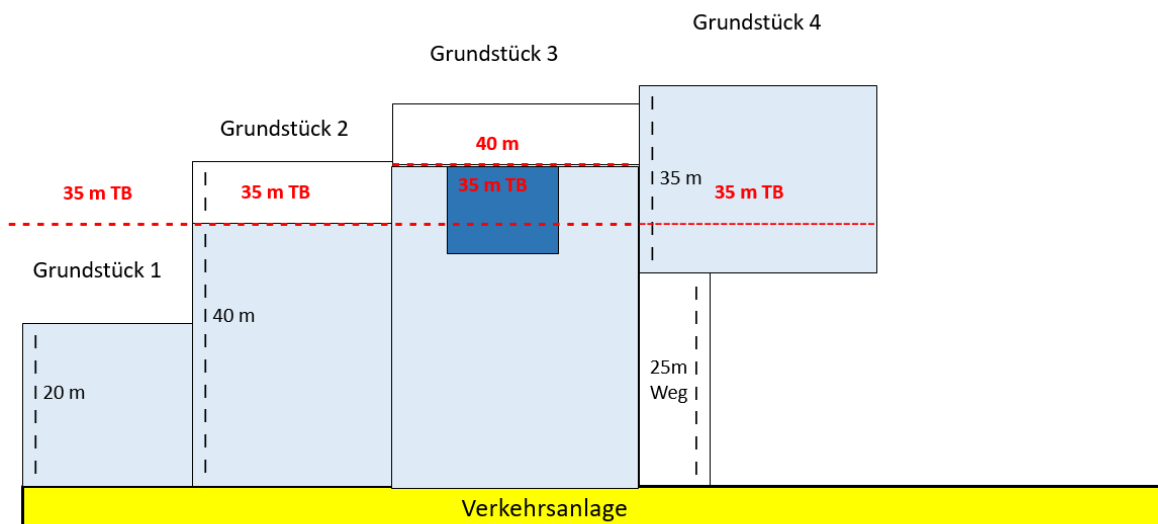 Grundstück 4
Grundstück 3
Grundstück 2
40 m
35 m TB
35 m TB
35 m TB
35 m
35 m TB
Grundstück 1
40 m
20 m
25m
Weg
Verkehrsanlage